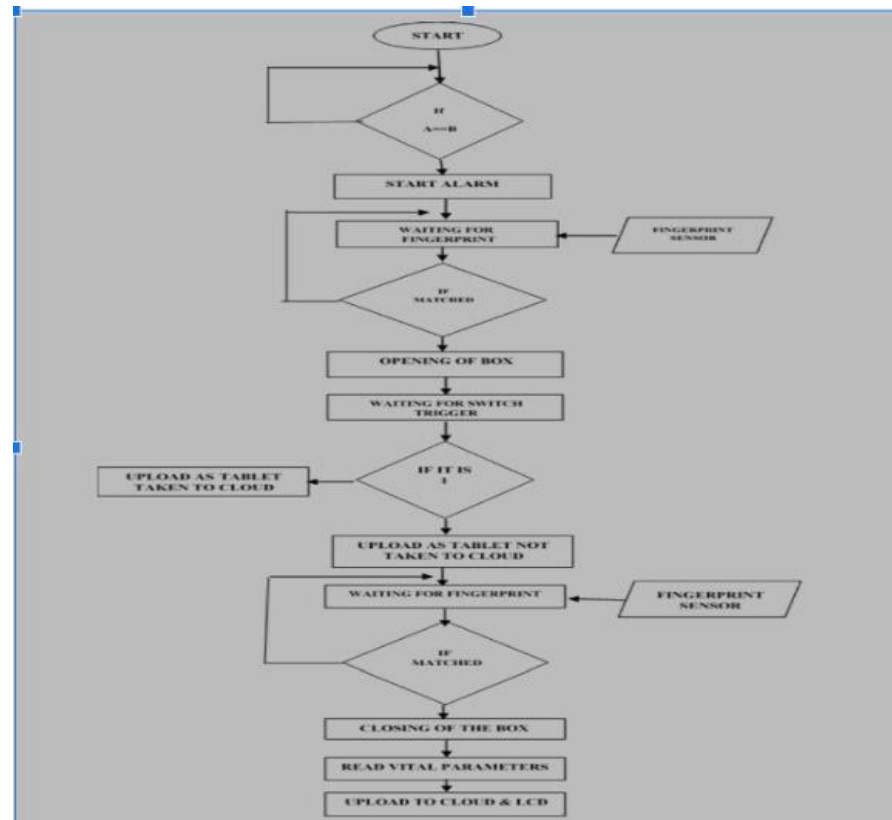 START
If
A==B
START ALARM
WAITING FOR
FINGERPRINT
FINGERPRINT
SENSOR
IF
MATCHED
OPENING OF BOX
WAITING FOR SWITCH
TRIGGER
IF IT IS
1
UPLOAD AS TABLET
TAKEN TO CLOUD
UPLOAD AS TABLET NOT
TAKEN TO CLOUD
WAITING FOR FINGERPRINT
FINGERPRINT
SENSOR
IF
MATCHED
CLOSING OF THE BOX
READ VITAL PARAMETERS
UPLOAD TO CLOUD & LCD